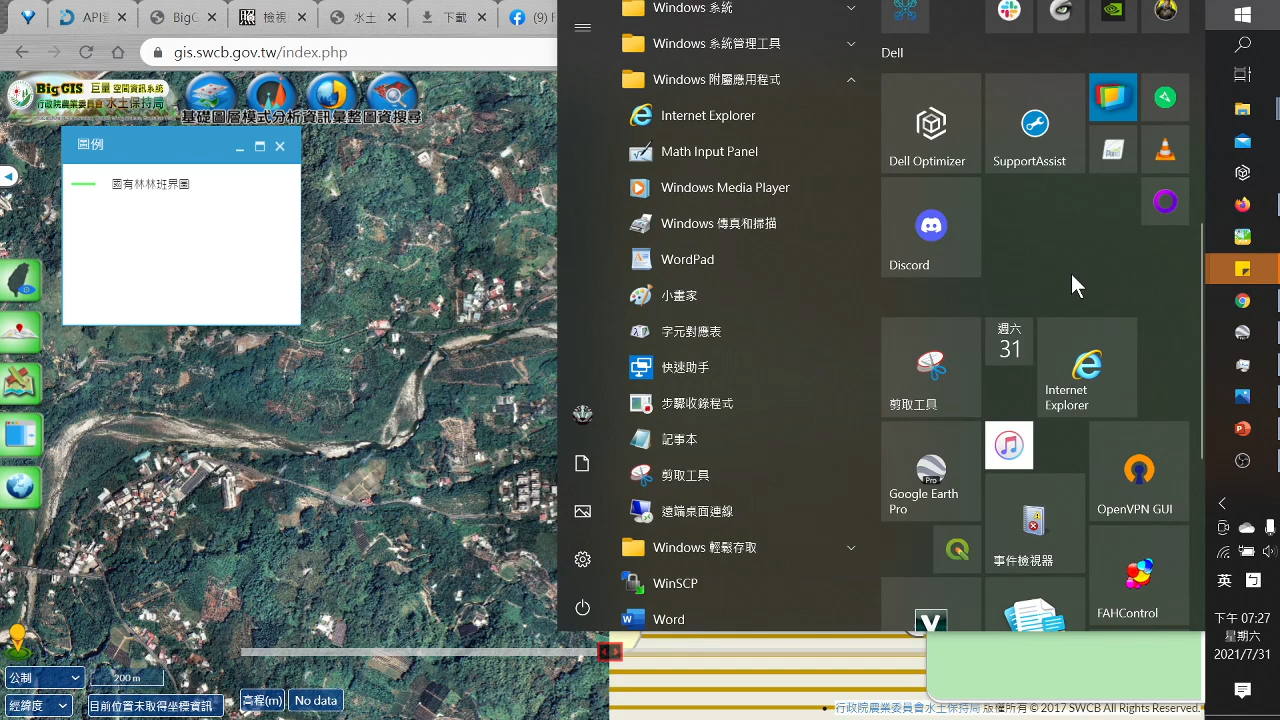 API
BigG
檢視
水土
下載
(9) F
gis.swcb.gov.tw/index.php
BigGIS 巨量空間資訊系統
行政院農業委員會 水土保持局
基礎圖層模式分析資訊彙整圖資搜尋
圖例
國有林林班界圖
公制
200 m
經緯度
目前位置未取得坐標資訊
高程(m)
No data
Windows 系統
Windows 系統管理工具
Windows 附屬應用程式
Internet Explorer
Math Input Panel
Windows Media Player
Windows 傳真和掃描
WordPad
小畫家
字元對應表
快速助手
步驟收錄程式
記事本
剪取工具
遠端桌面連線
Windows 輕鬆存取
WinSCP
Word
Dell
Dell Optimizer
SupportAssist
Discord
剪取工具
週六
31
Internet
Explorer
Google Earth
Pro
OpenVPN GUI
事件檢視器
FAHControl
英
下午 07:27
星期六
2021/7/31
行政院農業委員會水土保持局 版權所有 © 2017 SWCB All Rights Reserved.